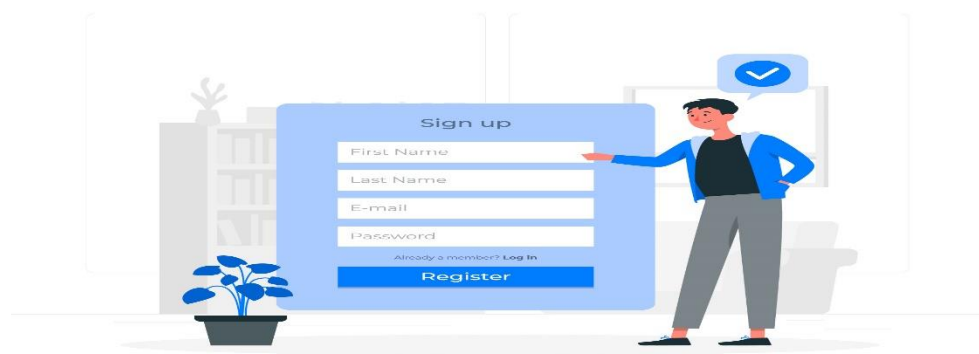 Sign up
First Name
Last Name
E-mail
Password
Already a member? Log in
Register